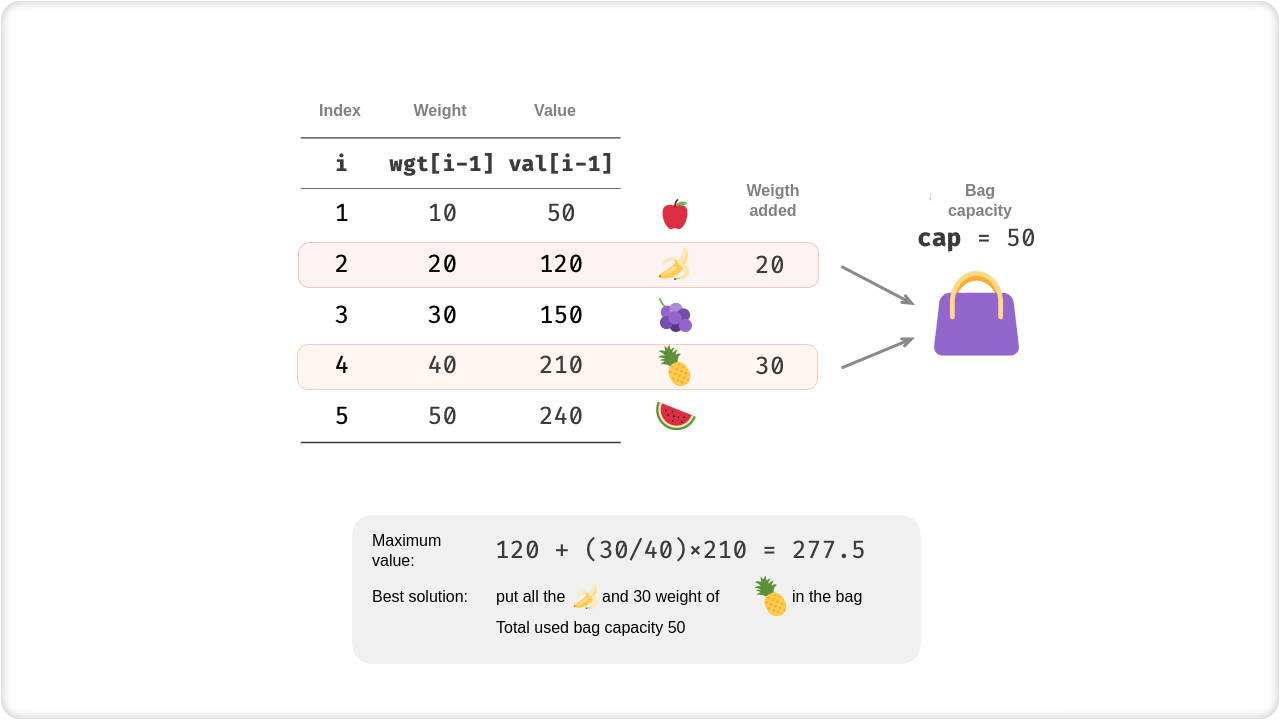 Index Weight Value
i wgt[i-1] val[i-1]
Weigth
added
Bag
capacity
cap = 50
1 10 50
2 20 120 20
3 30 150
4 40 210 30
5 50 240
Maximum
value:
120 + (30/40)×210 = 277.5
Best solution: put all the and 30 weight of in the bag
Total used bag capacity 50